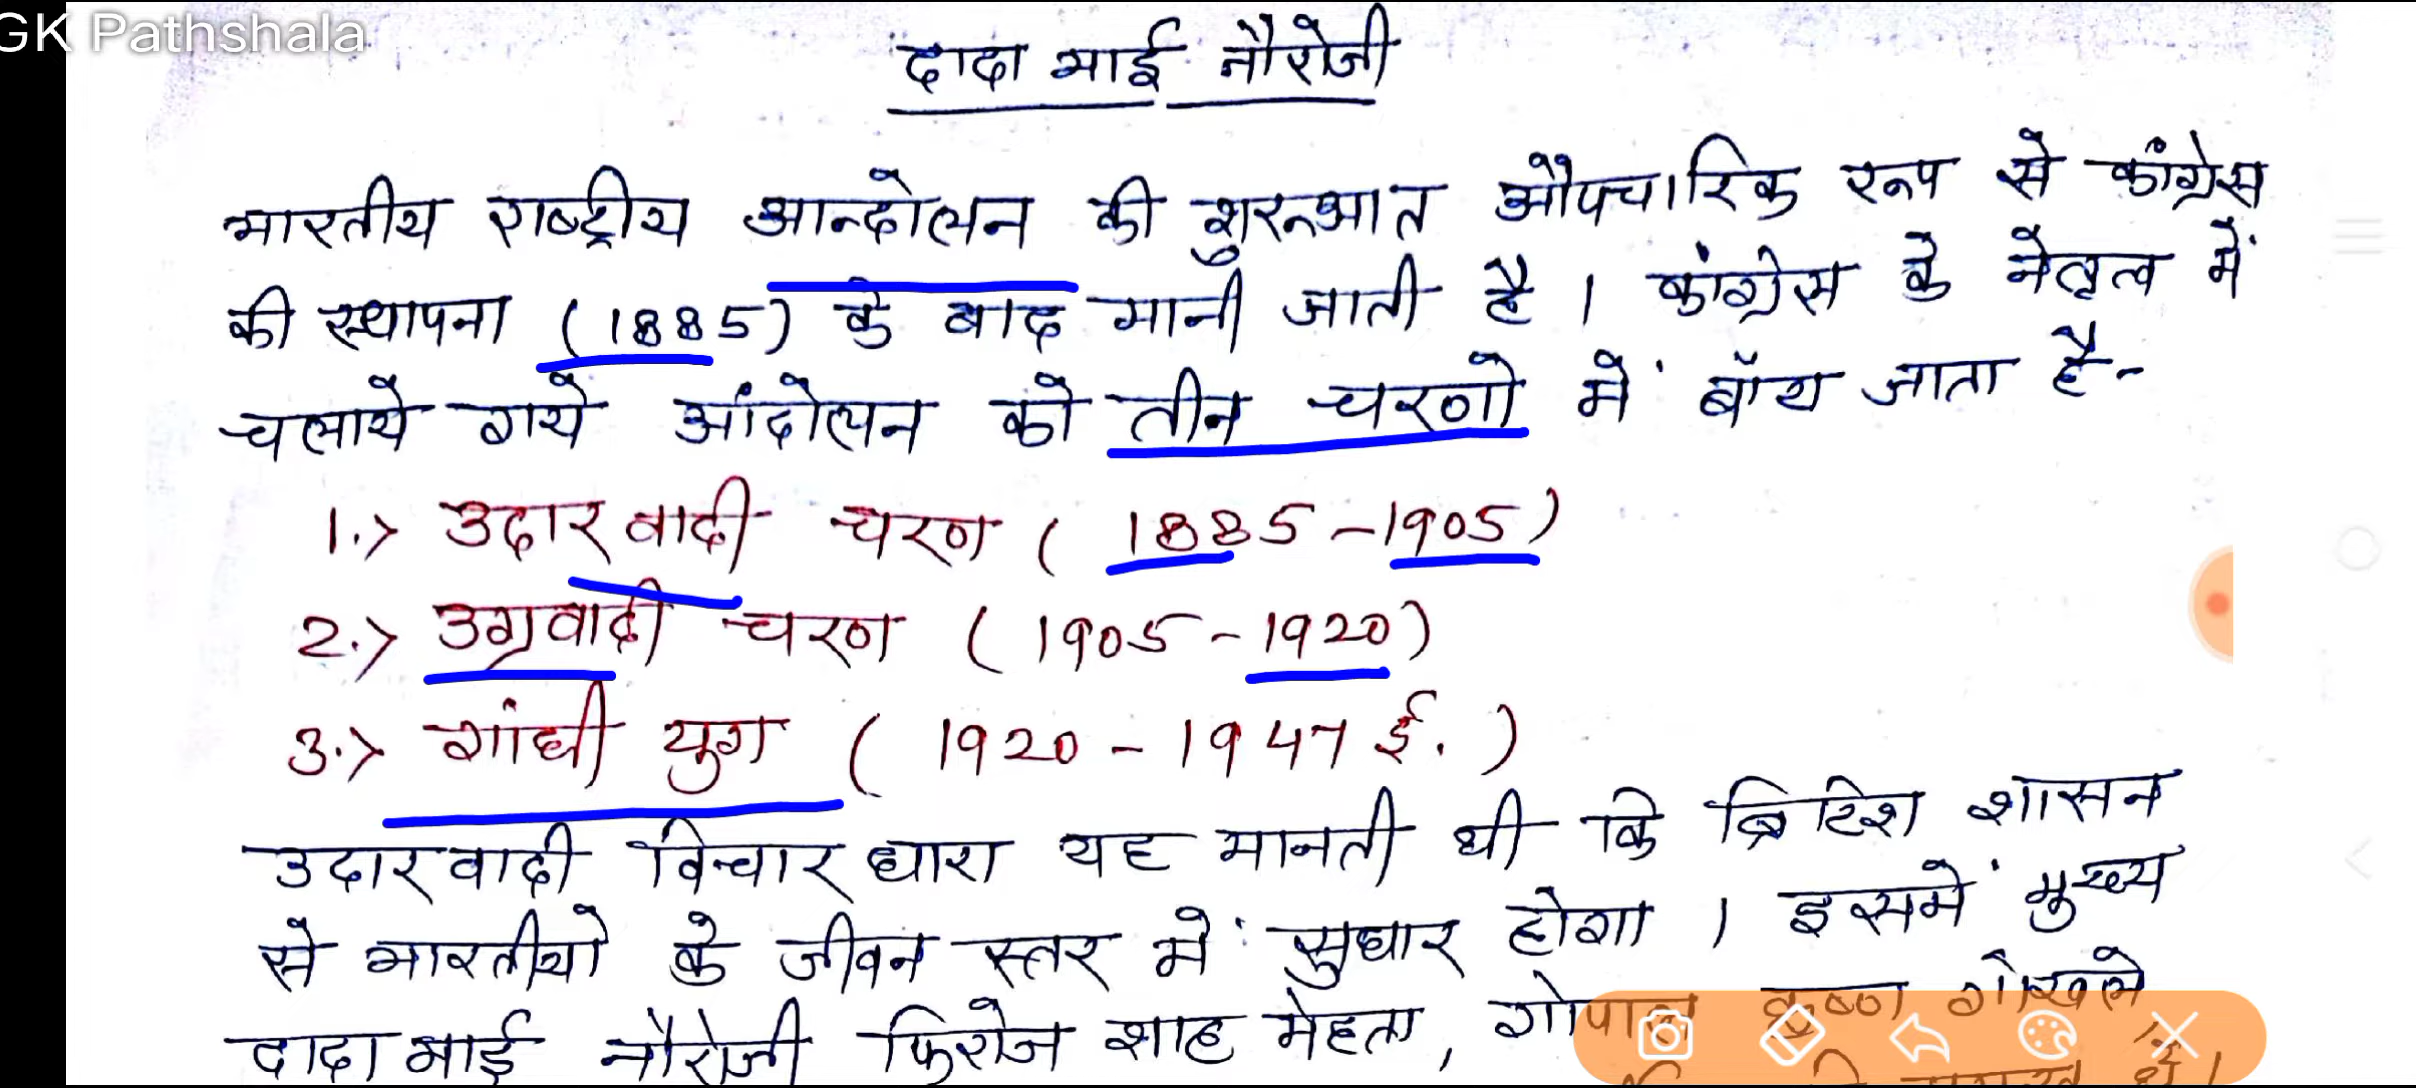 GK Pathshala
दादा भाई नौरोजी
भारतीय राष्ट्रीय आन्दोलन की शुरुआत औपचारिक रूप से कांग्रेस
की स्थापना (1885) के बाद मानी जाती है । कांग्रेस के नेतृत्व में
चलाये गये आंदोलन को तीन चरणो में बॉटा जाता है-
1.> उदारवादी चरण ( 1885 - 1905)
2.> उग्रवादी चरण ( 1905 - 1920)
3.> गांधी युग ( 1920 - 1947 ई. )
उदारवादी विचारधारा यह मानती थी कि ब्रिटिश शासन
से भारतीयो के जीवन स्तर में सुधार होगा । इसमें मुख्य
दादा भाई नौरोजी फिरोज शाह मेहता, गोपाल कृष्ण गोखले